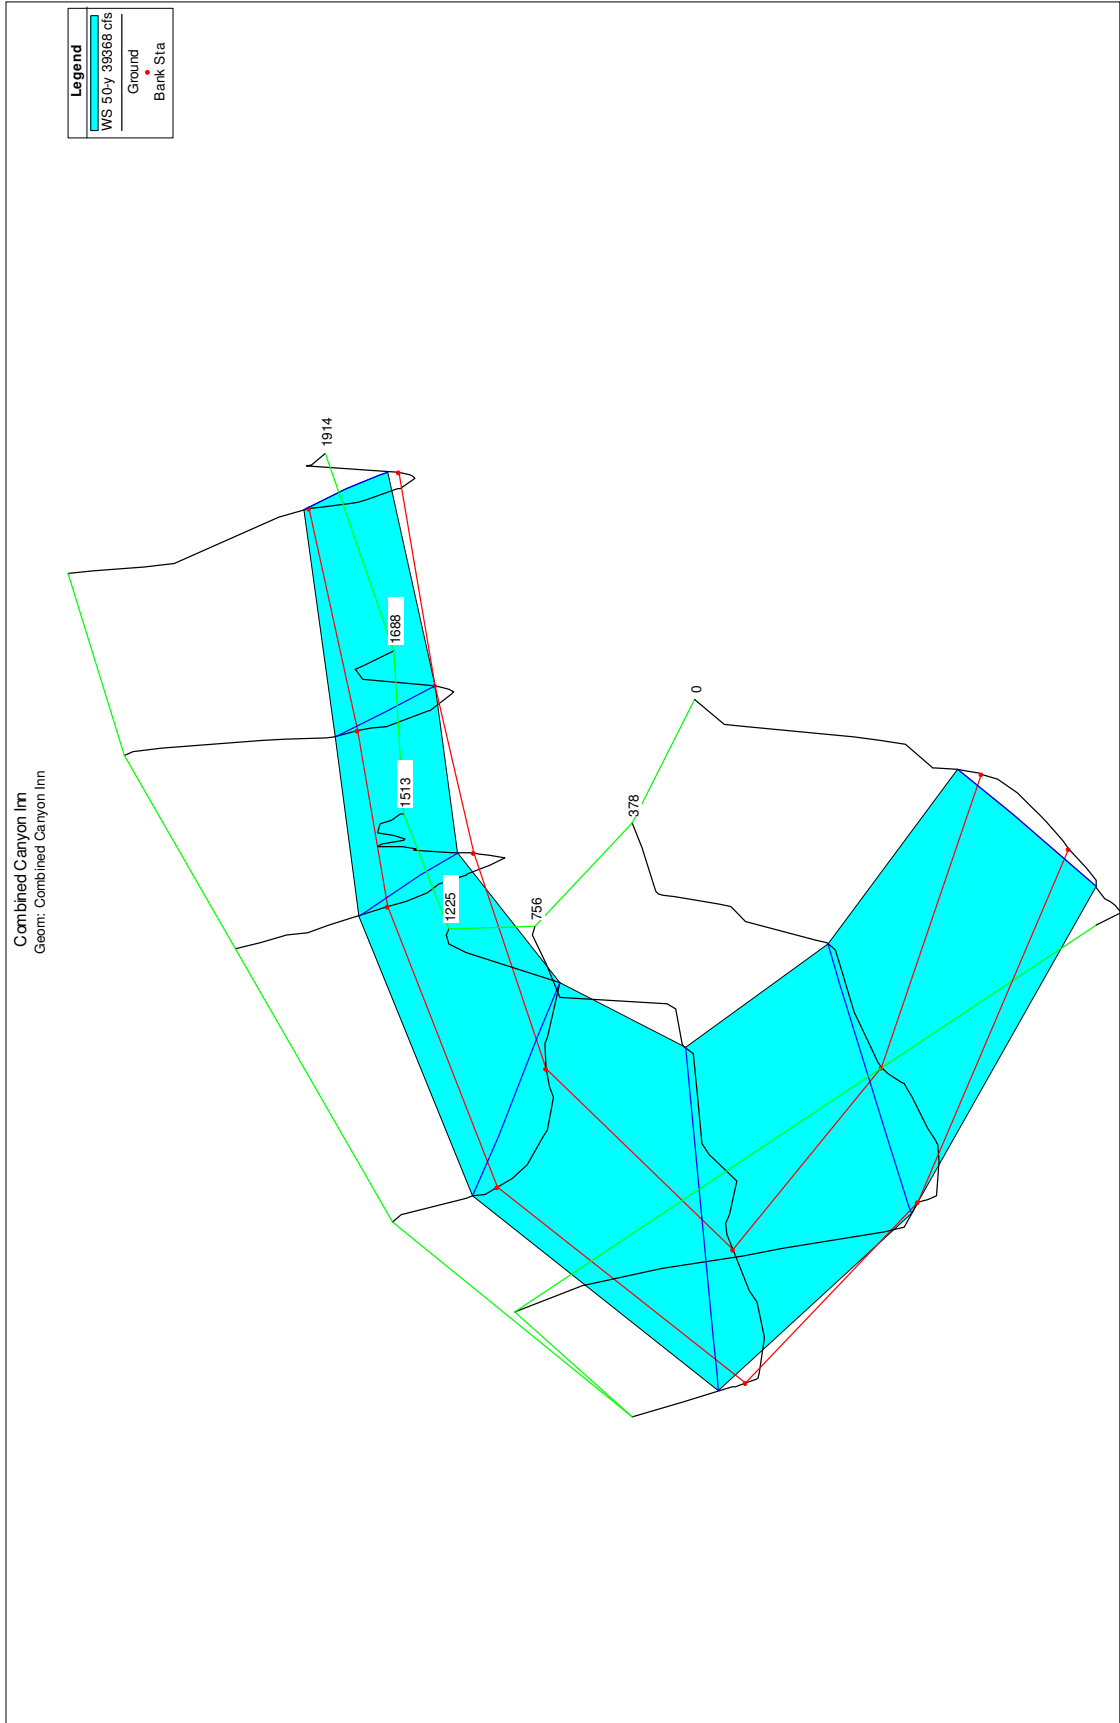 Combined Canyon Inn
Geom: Combined Canyon Inn
Legend
WS 50-y 39368 cfs
Ground
Bank Sta
1914
1688
1513
1225
756
378
0